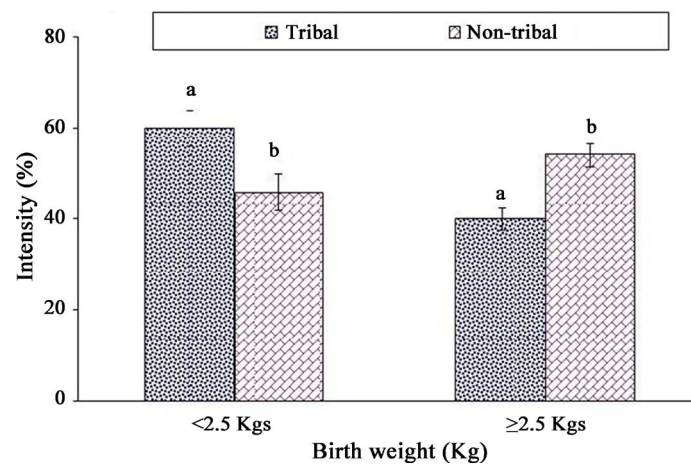 Tribal Non-tribal
80
60
40
20
0
Intensity (%)
a
b
a
b
<2.5 Kgs ≥2.5 Kgs
Birth weight (Kg)